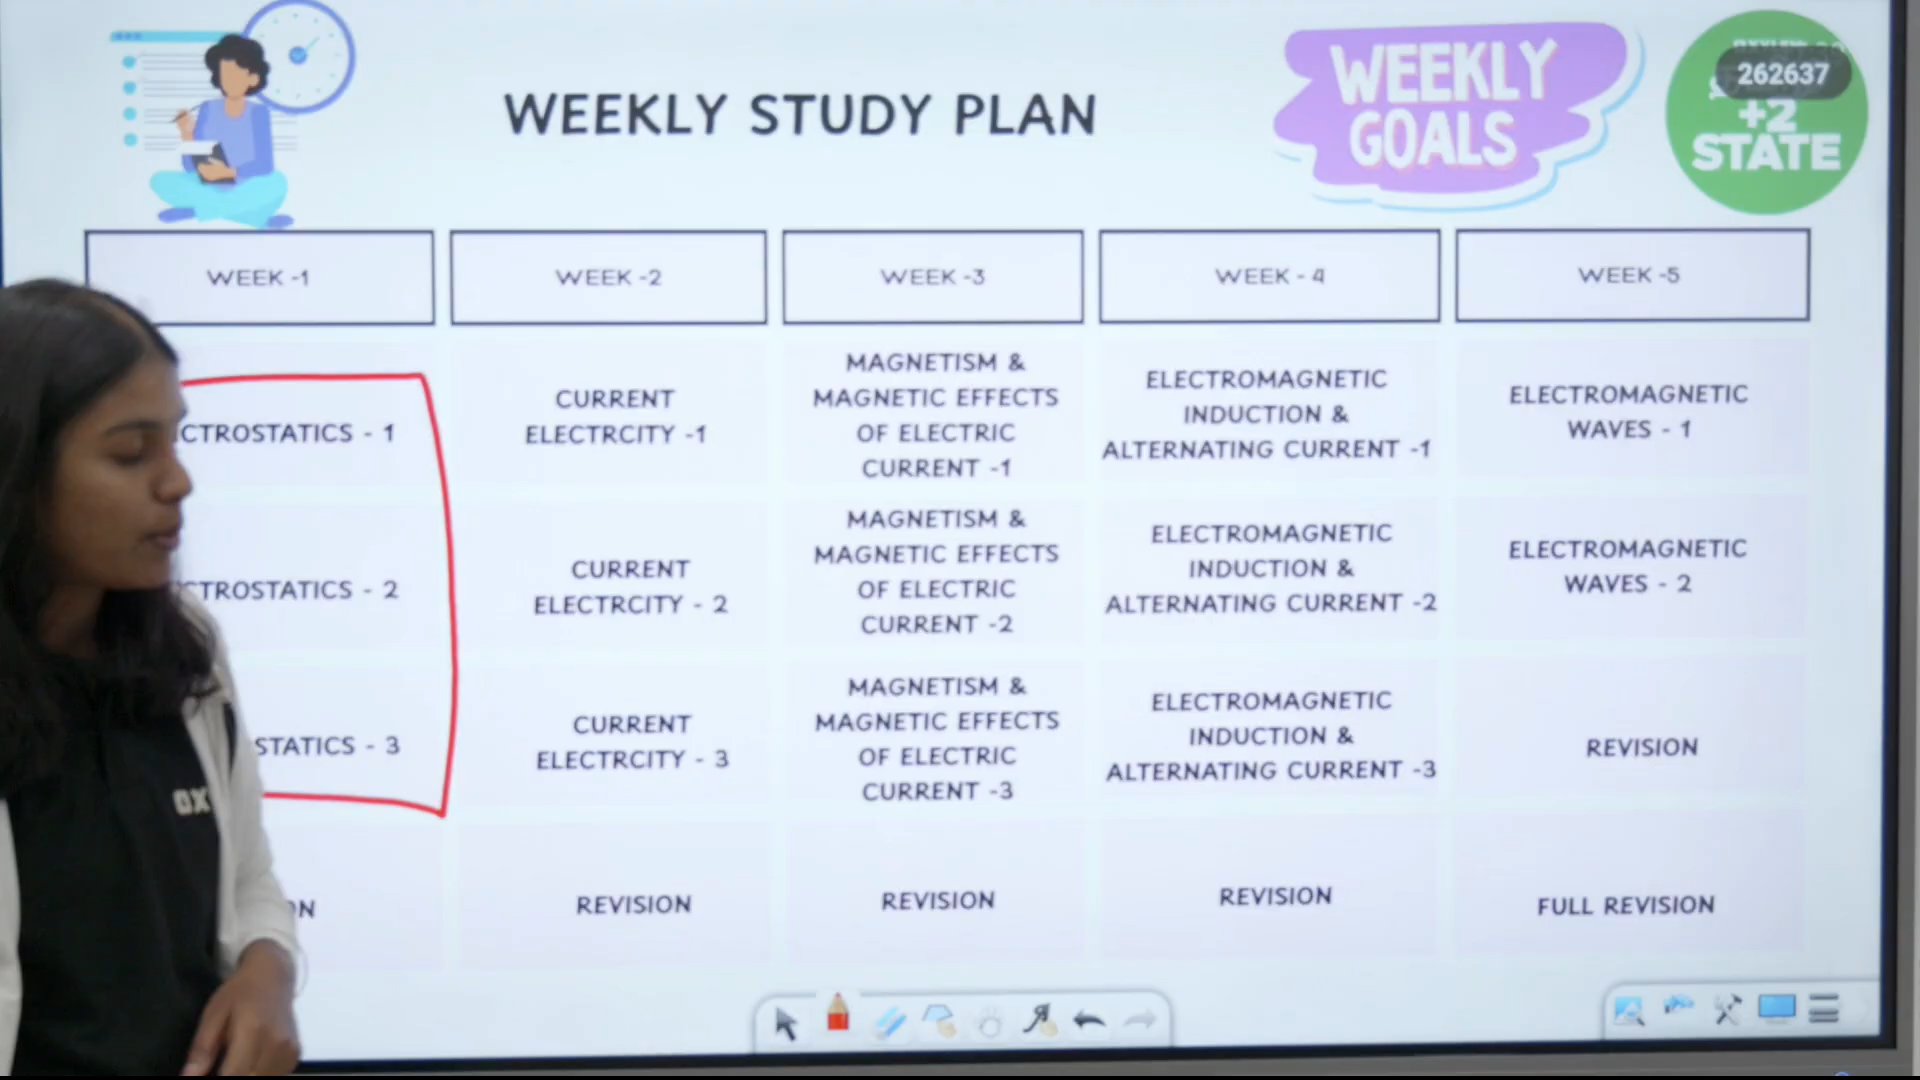 WEEKLY STUDY PLAN
WEEKLY
GOALS
262637
+2
STATE
WEEK -1
WEEK -2
WEEK -3
WEEK - 4
WEEK -5
CTROSTATICS - 1
CURRENT
ELECTRCITY -1
MAGNETISM &
MAGNETIC EFFECTS
OF ELECTRIC
CURRENT -1
ELECTROMAGNETIC
INDUCTION &
ALTERNATING CURRENT -1
ELECTROMAGNETIC
WAVES - 1
CTROSTATICS - 2
CURRENT
ELECTRCITY - 2
MAGNETISM &
MAGNETIC EFFECTS
OF ELECTRIC
CURRENT -2
ELECTROMAGNETIC
INDUCTION &
ALTERNATING CURRENT -2
ELECTROMAGNETIC
WAVES - 2
STATICS - 3
CURRENT
ELECTRCITY - 3
MAGNETISM &
MAGNETIC EFFECTS
OF ELECTRIC
CURRENT -3
ELECTROMAGNETIC
INDUCTION &
ALTERNATING CURRENT -3
REVISION
ON
REVISION
REVISION
REVISION
FULL REVISION
OX